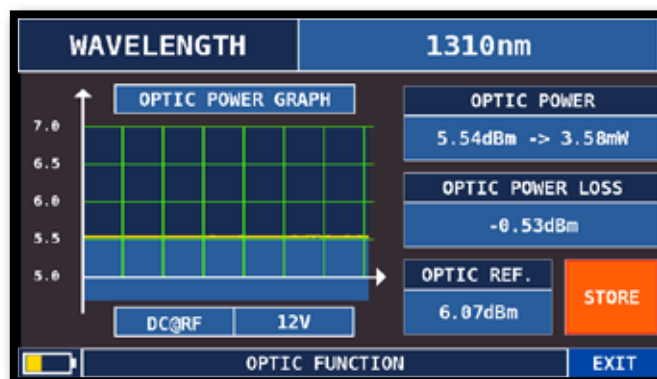 WAVELENGTH 1310nm
OPTIC POWER GRAPH
7.0
6.5
6.0
5.5
5.0
DC@RF 12V
OPTIC POWER
5.54dBm -> 3.58mW
OPTIC POWER LOSS
-0.53dBm
OPTIC REF.
6.07dBm
STORE
OPTIC FUNCTION EXIT